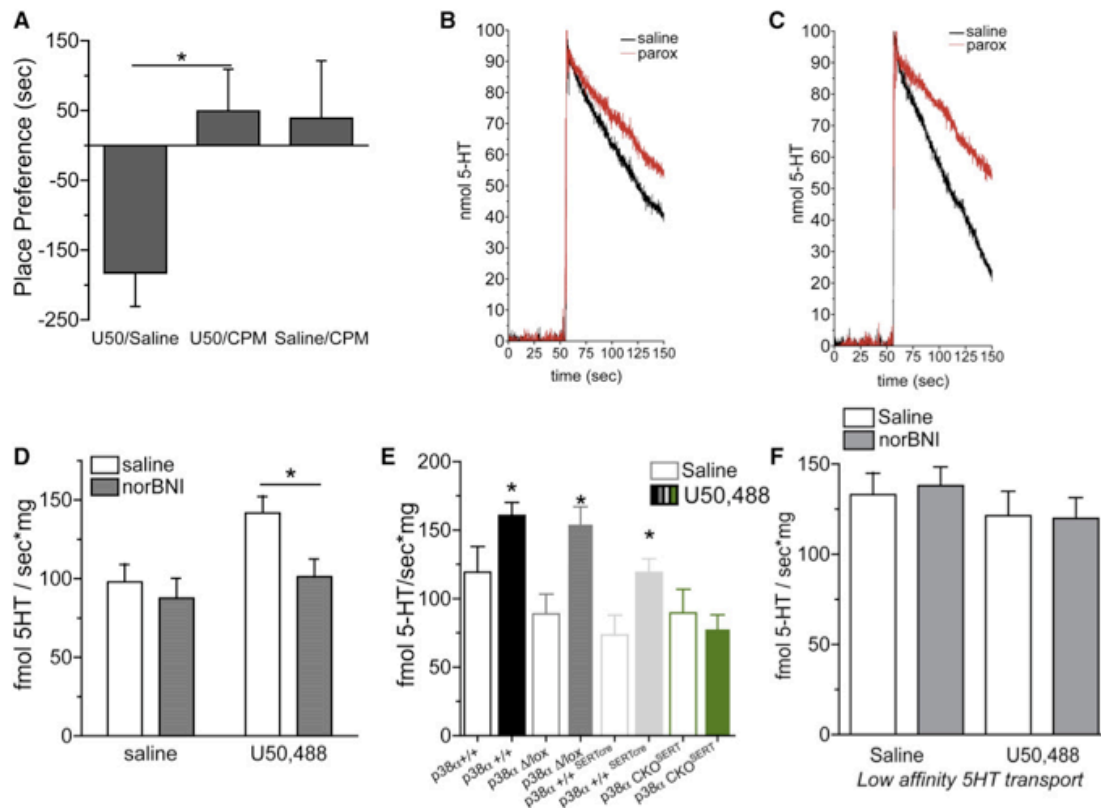 A
150
50
-50
-150
-250
Place Preference (sec)
*
U50/Saline
U50/CPM
Saline/CPM
B
100
90
80
70
60
50
40
30
20
10
0
nmol 5-HT
saline
parox
0 25 50 75 100 125 150
time (sec)
C
100
90
80
70
60
50
40
30
20
10
0
nmol 5-HT
saline
parox
0 25 50 75 100 125 150
time (sec)
D
saline
norBNI
*
150
100
50
0
fmol 5HT / sec*mg
saline
U50,488
E
200
150
100
50
0
fmol 5-HT/sec*mg
Saline
U50,488
*
*
*
p38α+/+
p38α +/+
p38α Δ/lox
p38α Δ/lox
p38α +/+ SERTcre
p38α +/+ SERTcre
p38α CKO SERT
p38α CKO SERT
F
Saline
norBNI
150
100
50
0
fmol 5-HT / sec*mg
Saline
U50,488
Low affinity 5HT transport